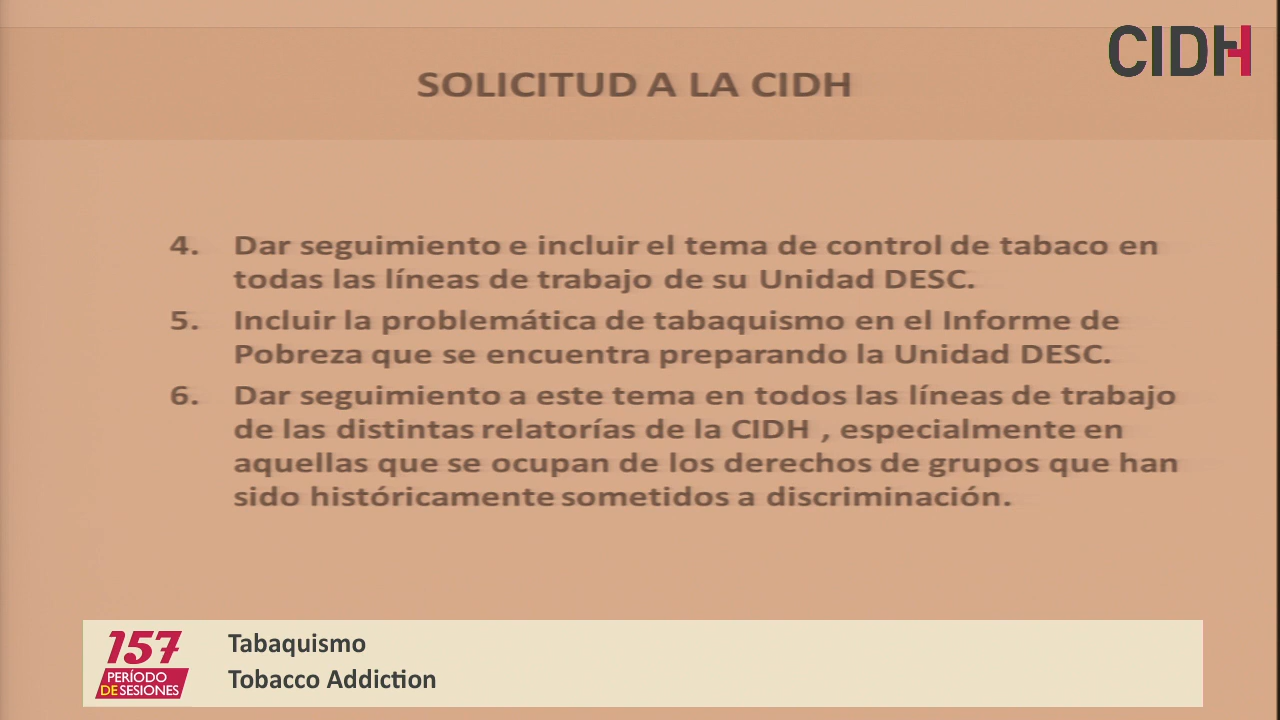 CIDH
SOLICITUD A LA CIDH
4. Dar seguimiento e incluir el tema de control de tabaco en
todas las líneas de trabajo de su Unidad DESC.
5. Incluir la problemática de tabaquismo en el Informe de
Pobreza que se encuentra preparando la Unidad DESC.
6. Dar seguimiento a este tema en todos las líneas de trabajo
de las distintas relatorías de la CIDH , especialmente en
aquellas que se ocupan de los derechos de grupos que han
sido históricamente sometidos a discriminación.
157
PERÍODO
DE SESIONES
Tabaquismo
Tobacco Addiction